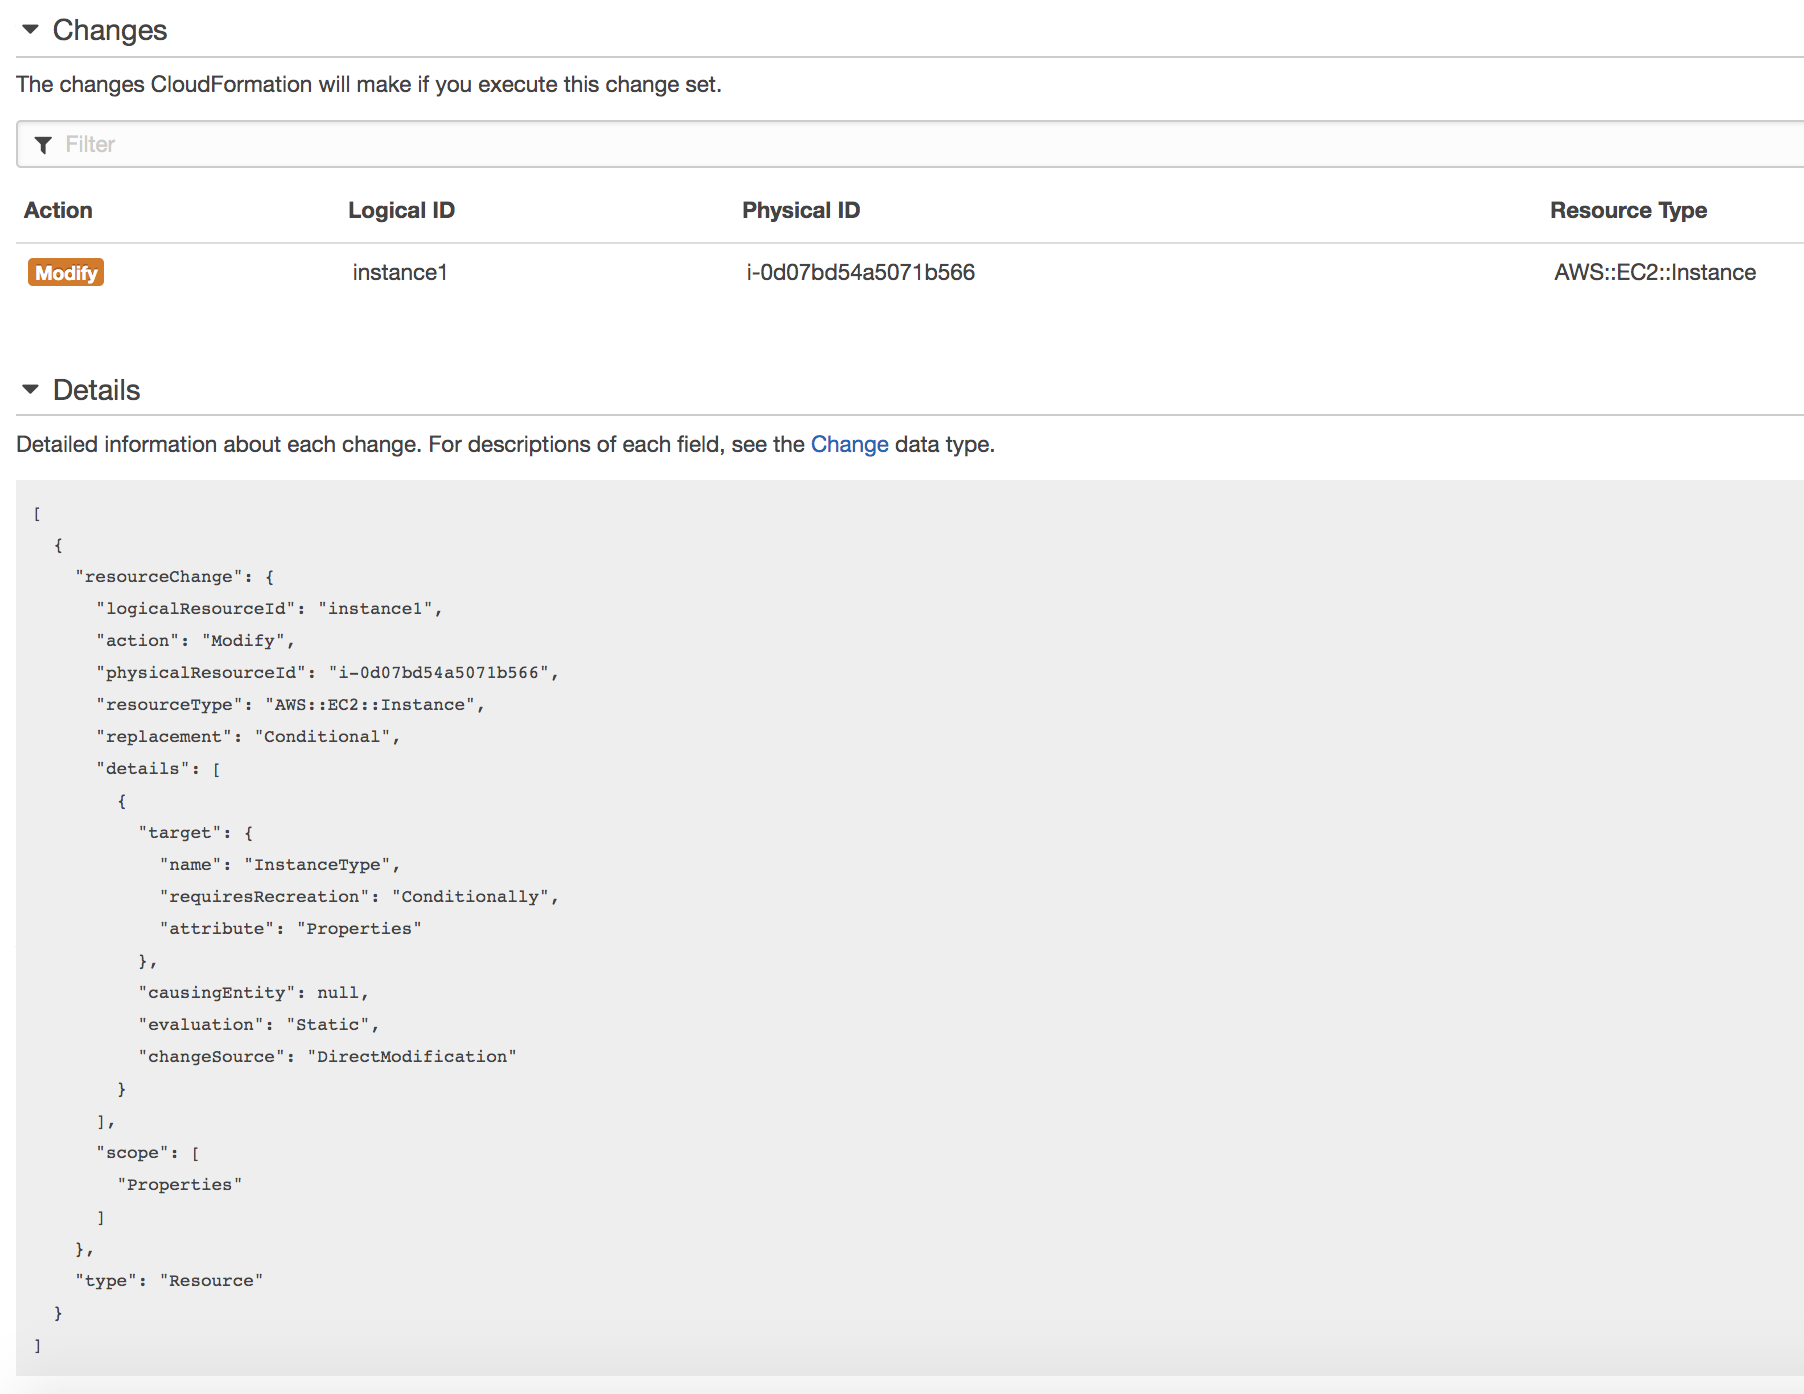 Changes
The changes CloudFormation will make if you execute this change set.
Filter
Action Logical ID Physical ID Resource Type
Modify instance1 i-0d07bd54a5071b566 AWS::EC2::Instance
Details
Detailed information about each change. For descriptions of each field, see the Change data type.
[
  {
    "resourceChange": {
      "logicalResourceId": "instance1",
      "action": "Modify",
      "physicalResourceId": "i-0d07bd54a5071b566",
      "resourceType": "AWS::EC2::Instance",
      "replacement": "Conditional",
      "details": [
        {
          "target": {
            "name": "InstanceType",
            "requiresRecreation": "Conditionally",
            "attribute": "Properties"
          },
          "causingEntity": null,
          "evaluation": "Static",
          "changeSource": "DirectModification"
        }
      ],
      "scope": [
        "Properties"
      ]
    },
    "type": "Resource"
  }
]